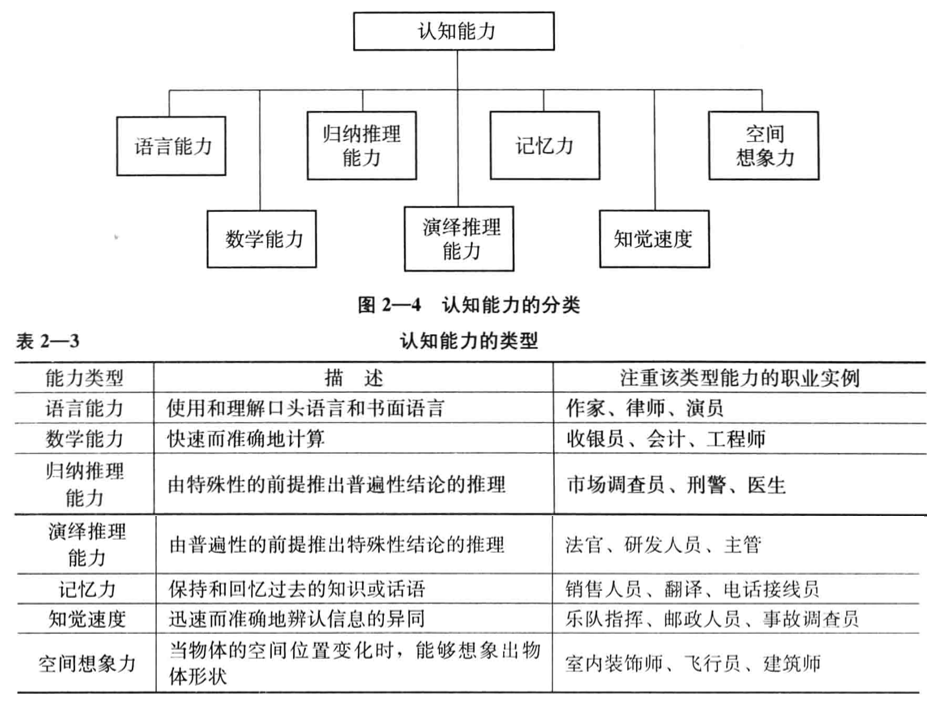 认知能力
语言能力
归纳推理
能力
记忆力
空间
想象力
数学能力
演绎推理
能力
知觉速度
图 2—4 认知能力的分类
表 2—3 认知能力的类型
能力类型 描 述 注重该类型能力的职业实例
语言能力 使用和理解口头语言和书面语言 作家、律师、演员
数学能力 快速而准确地计算 收银员、会计、工程师
归纳推理
能力 由特殊性的前提推出普遍性结论的推理 市场调查员、刑警、医生
演绎推理
能力 由普遍性的前提推出特殊性结论的推理 法官、研发人员、主管
记忆力 保持和回忆过去的知识或话语 销售人员、翻译、电话接线员
知觉速度 迅速而准确地辨认信息的异同 乐队指挥、邮政人员、事故调查员
空间想象力 当物体的空间位置变化时，能够想象出物
体形状 室内装饰师、飞行员、建筑师